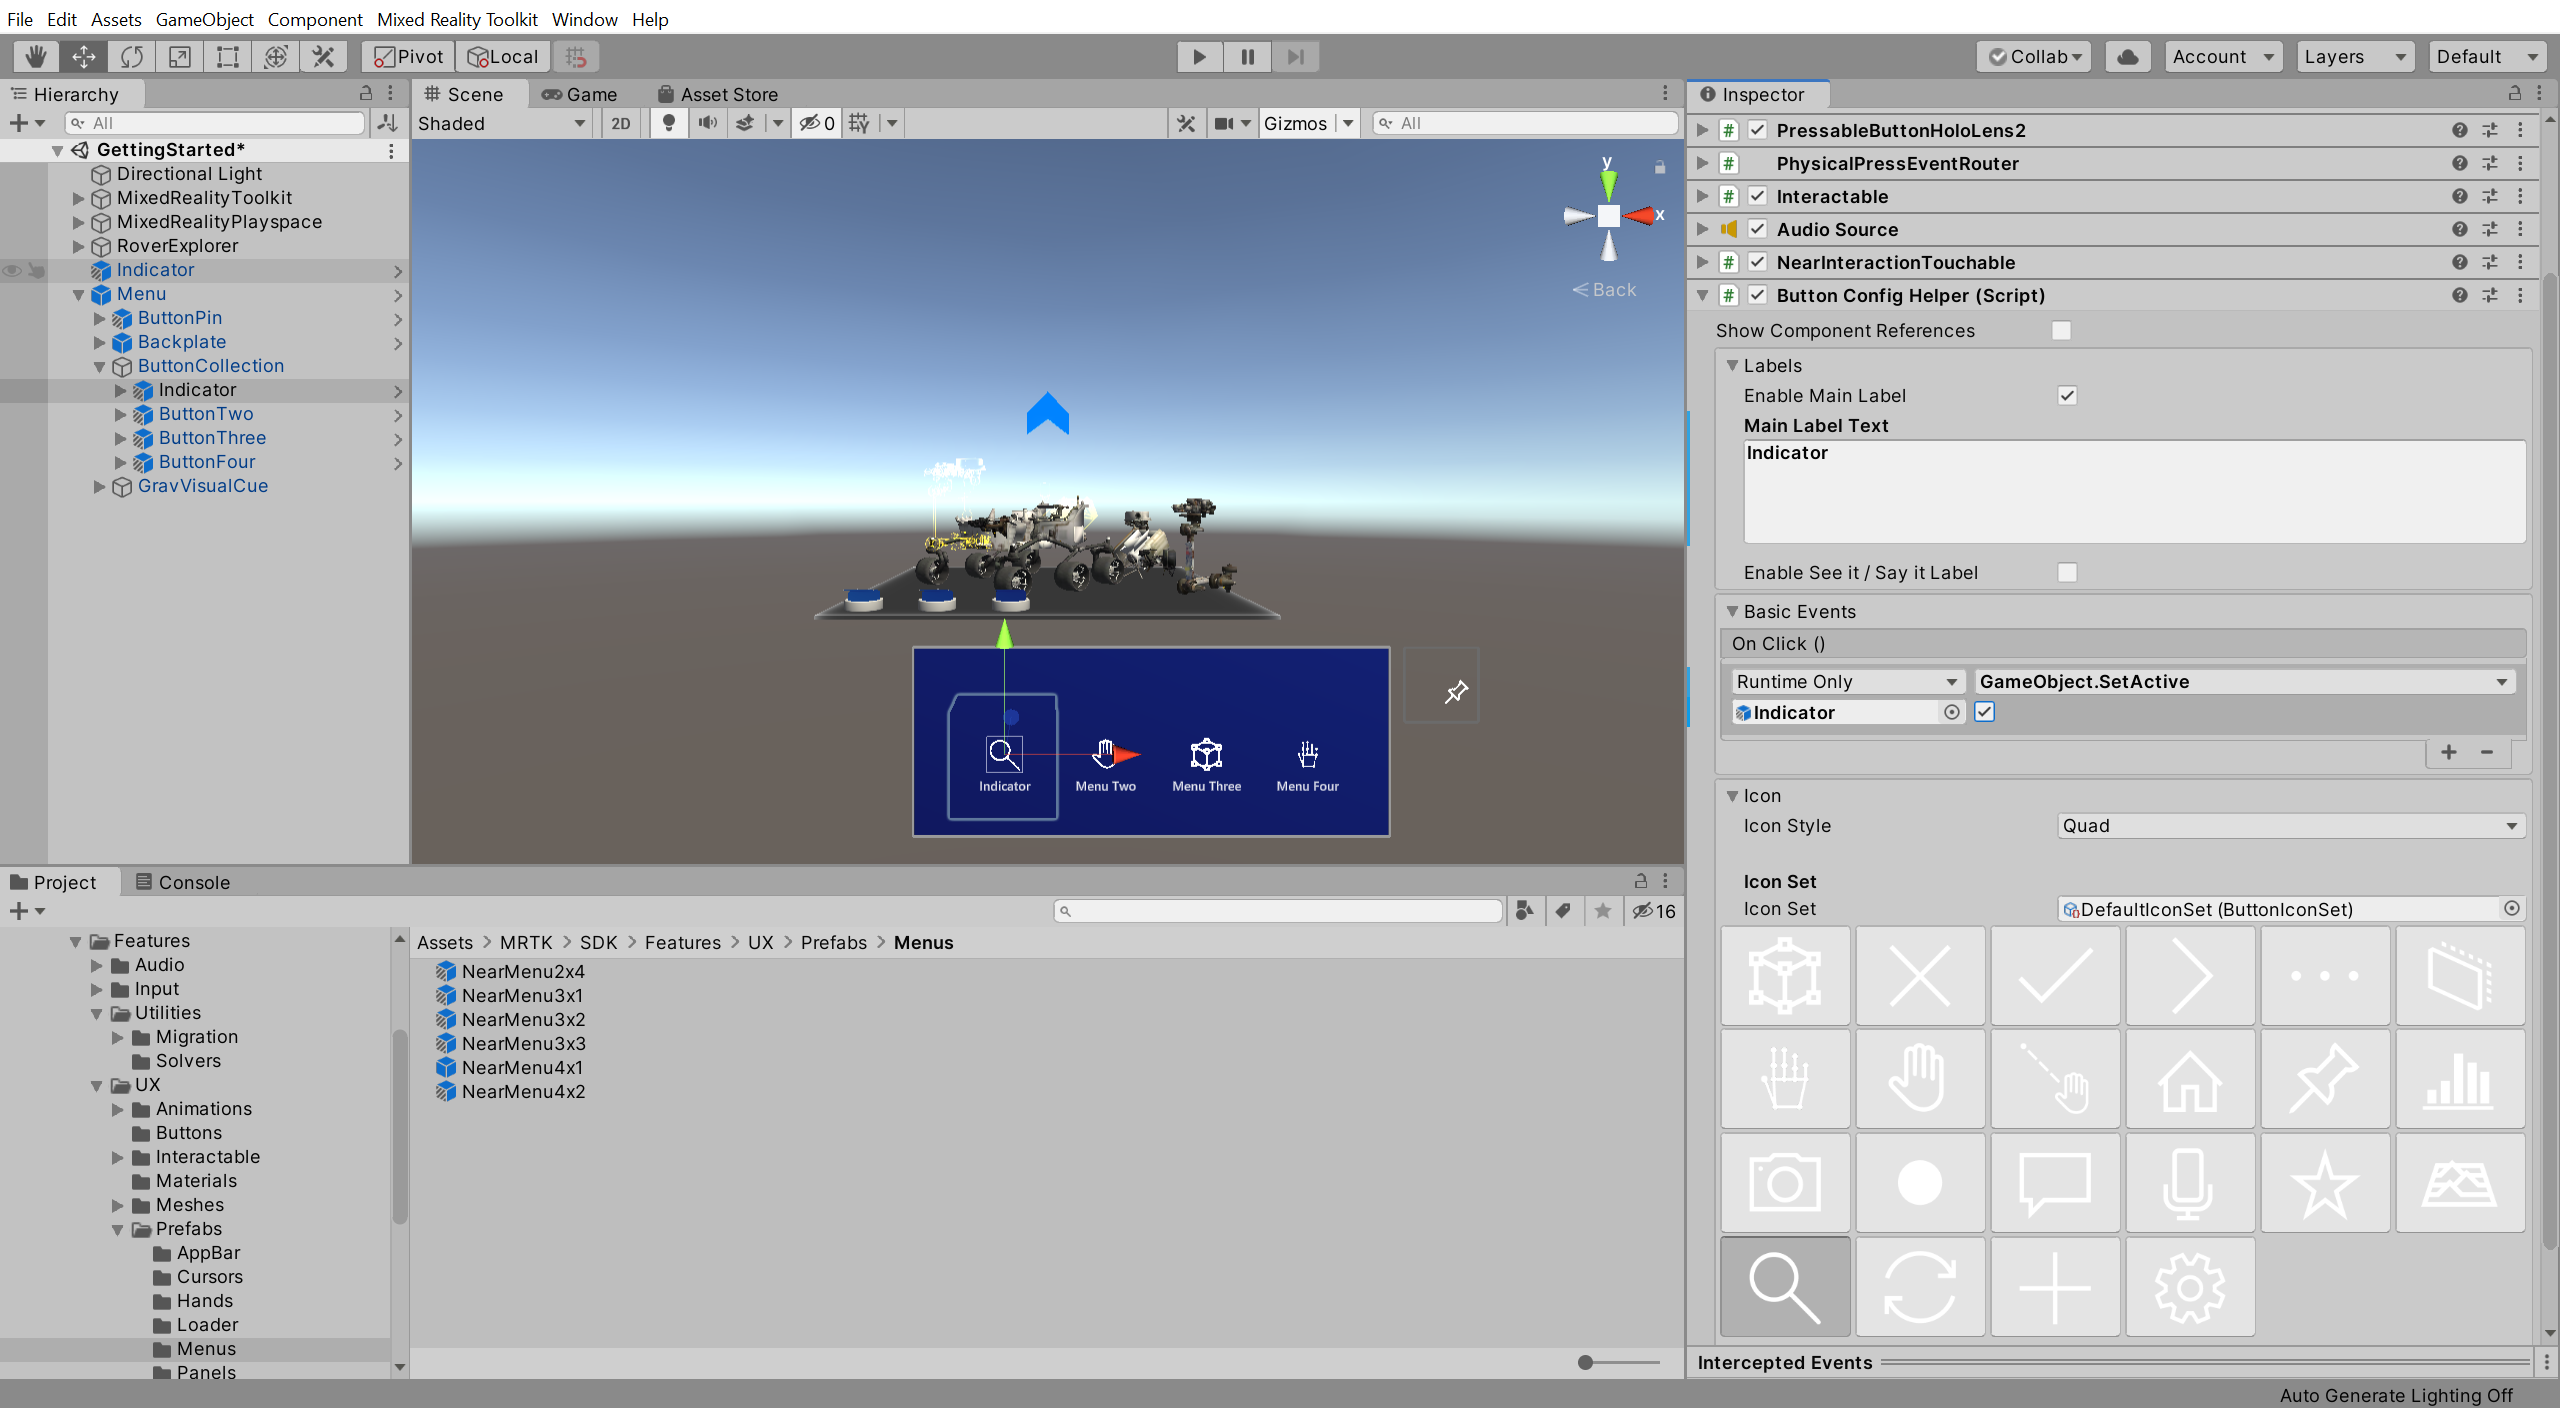 File Edit Assets GameObject Component Mixed Reality Toolkit Window Help
Pivot Local Collab Account Layers Default
Hierarchy
All
GettingStarted*
Directional Light
MixedRealityToolkit
MixedRealityPlayspace
RoverExplorer
Indicator
Menu
ButtonPin
Backplate
ButtonCollection
Indicator
ButtonTwo
ButtonThree
ButtonFour
GravVisualCue
Scene Game Asset Store
Shaded 2D 0 Gizmos All
y
x
Back
Indicator Menu Two Menu Three Menu Four
Project Console
16
Features
Audio
Input
Utilities
Migration
Solvers
UX
Animations
Buttons
Interactable
Materials
Meshes
Prefabs
AppBar
Cursors
Hands
Loader
Menus
Panels
Assets > MRTK > SDK > Features > UX > Prefabs > Menus
NearMenu2x4
NearMenu3x1
NearMenu3x2
NearMenu3x3
NearMenu4x1
NearMenu4x2
Inspector
PressableButtonHoloLens2
PhysicalPressEventRouter
Interactable
Audio Source
NearInteractionTouchable
Button Config Helper (Script)
Show Component References
Labels
Enable Main Label
Main Label Text
Indicator
Enable See it / Say it Label
Basic Events
On Click ()
Runtime Only GameObject.SetActive
Indicator
Icon
Icon Style Quad
Icon Set
Icon Set DefaultIconSet (ButtonIconSet)
Intercepted Events
Auto Generate Lighting Off